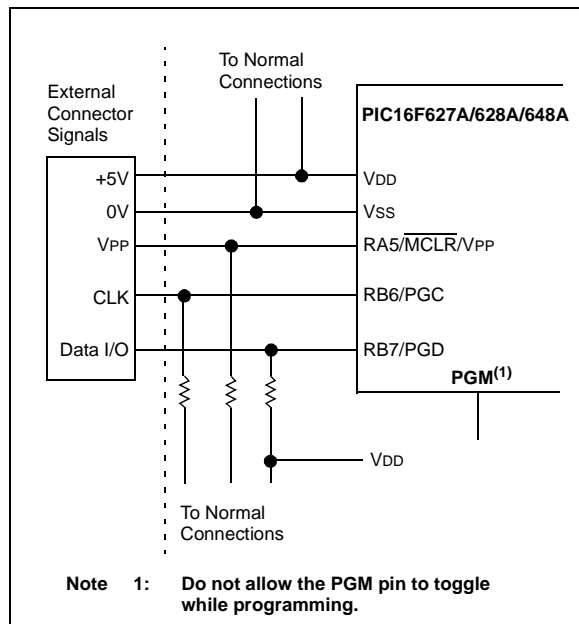 To Normal
Connections
External
Connector
Signals
PIC16F627A/628A/648A
+5V
VDD
0V
VSS
VPP
RA5/MCLR/VPP
CLK
RB6/PGC
Data I/O
RB7/PGD
PGM(1)
VDD
To Normal
Connections
Note 1: Do not allow the PGM pin to toggle
while programming.